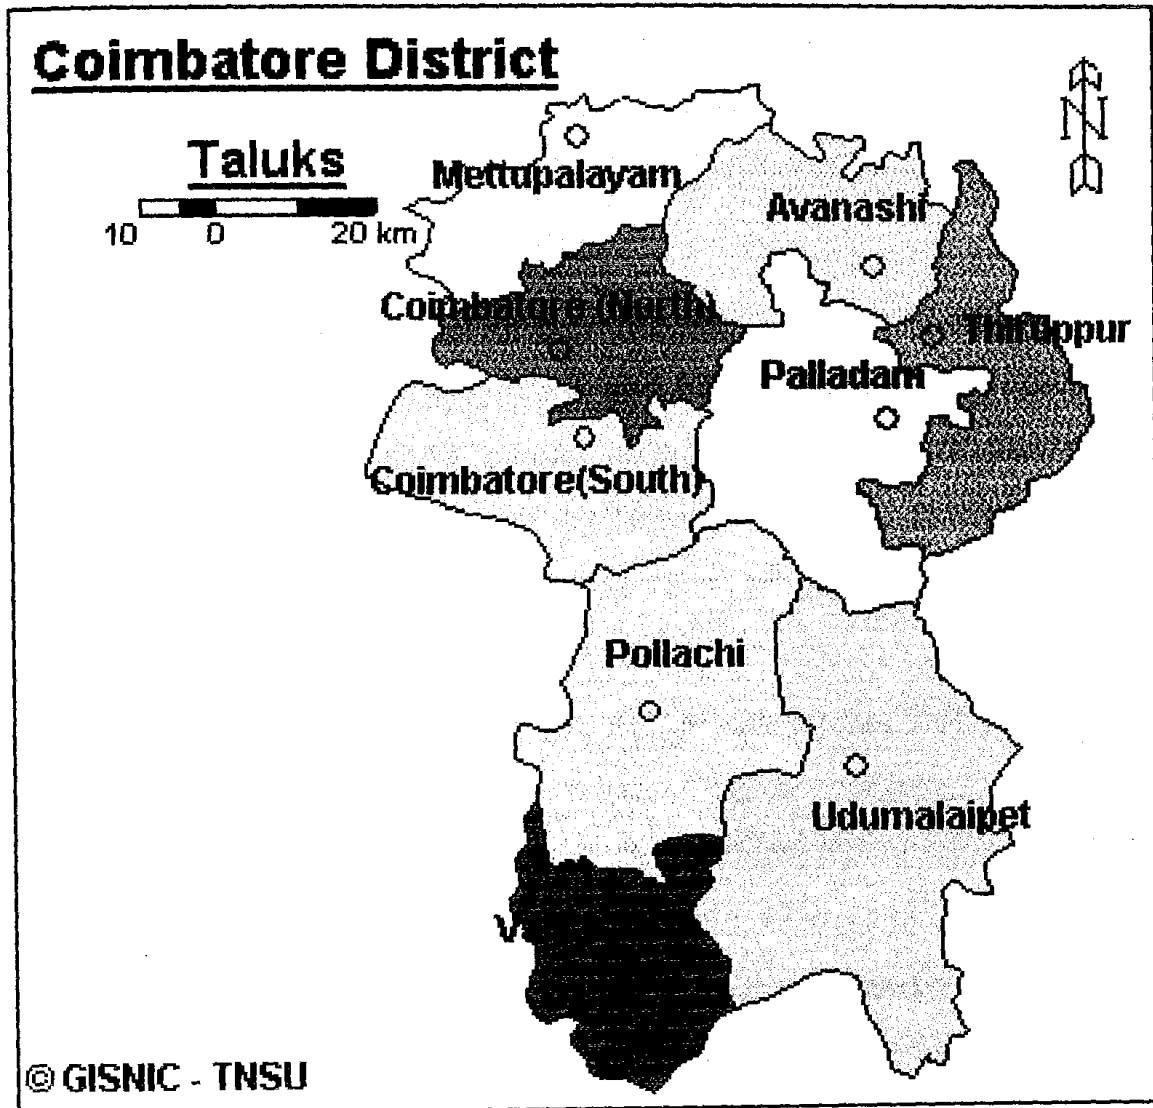 Coimbatore District
N
Taluks
10 0 20 km
Mettupalayam
Avanashi
Coimbatore (North)
Palladam
Coimbatore(South)
Pollachi
Udumalaipet
© GISNIC - TNSU